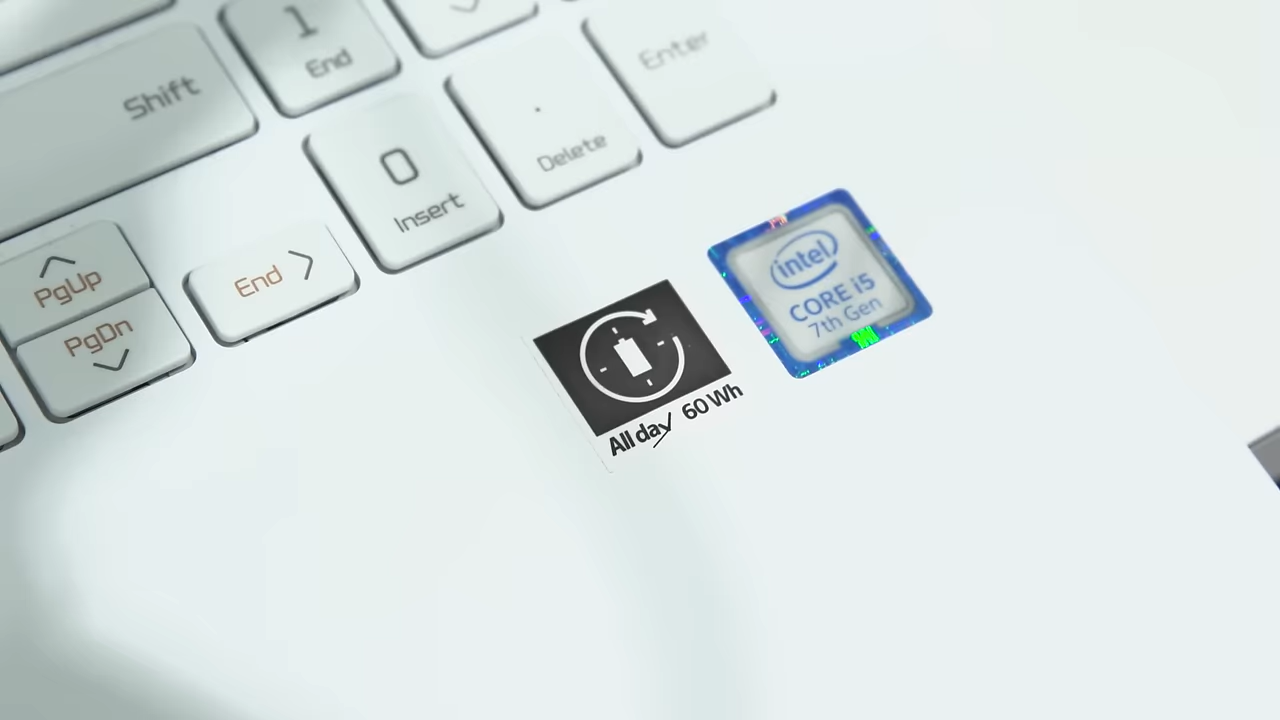 1
End
Enter
Shift
.
Delete
0
Insert
PgUp
End
PgDn
intel
CORE i5
7th Gen
All day 60 Wh